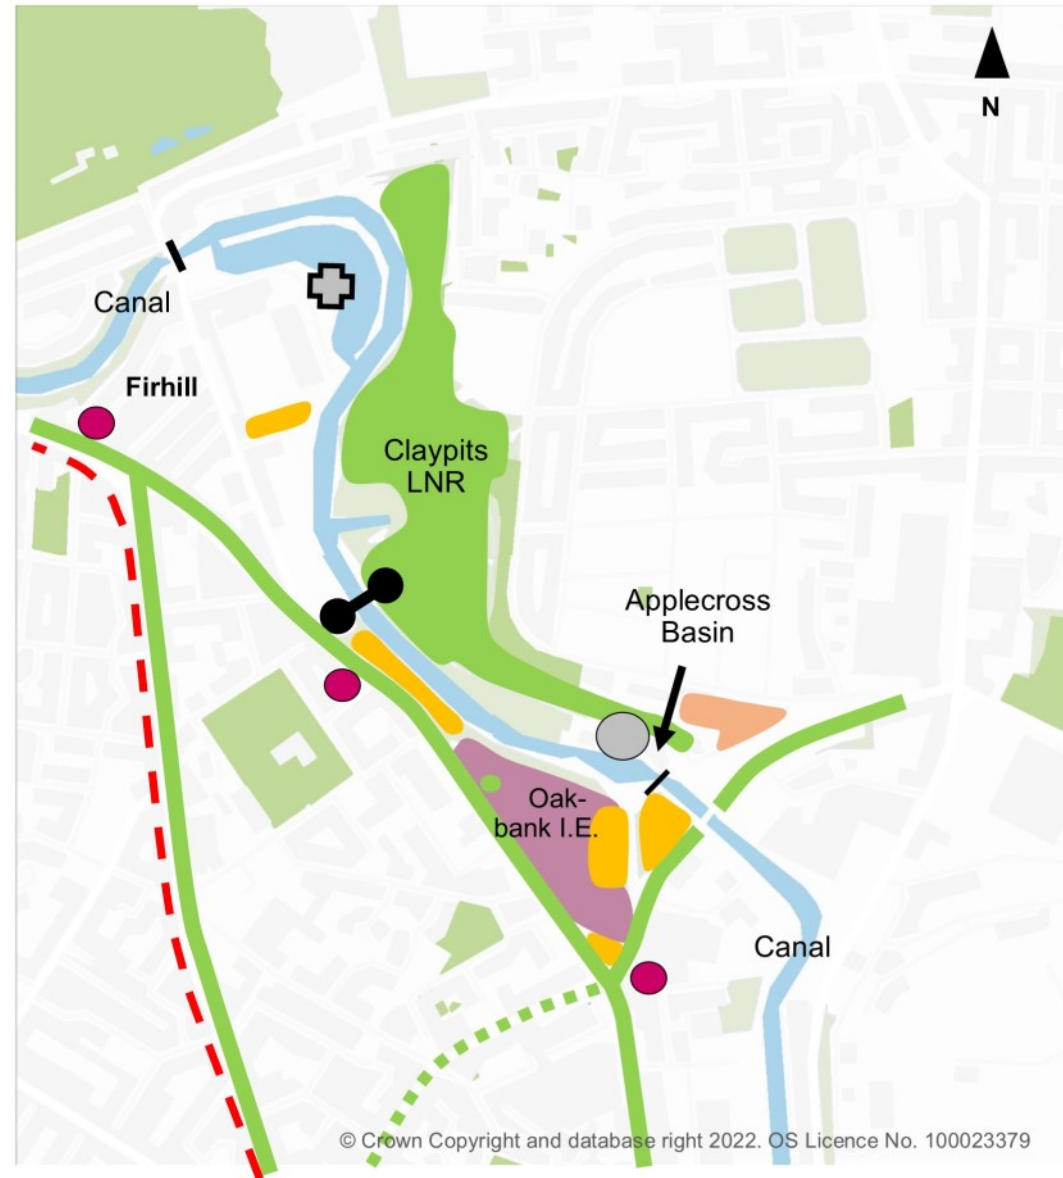 N
Canal
Firhill
Claypits
LNR
Applecross
Basin
Oak-
bank I.E.
Canal
© Crown Copyright and database right 2022. OS Licence No. 100023379